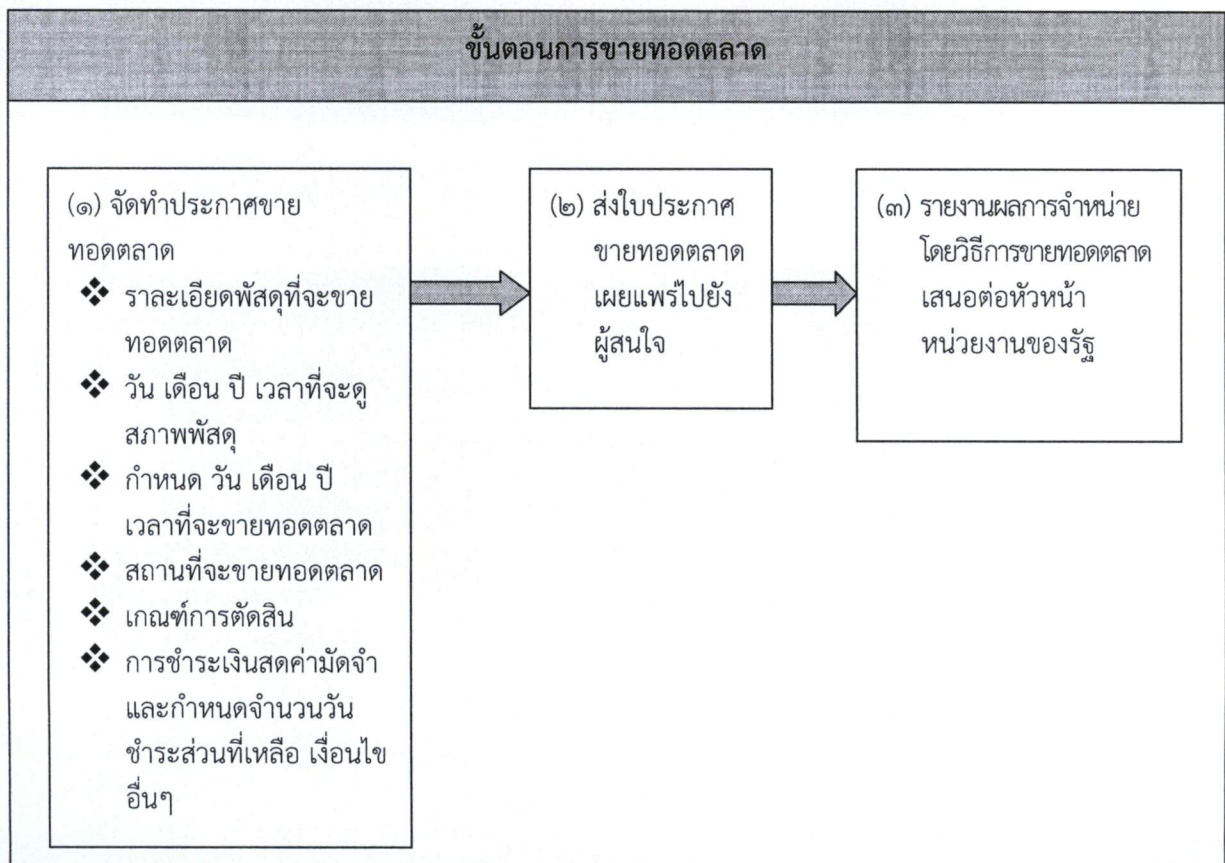 ขั้นตอนการขายทอดตลาด
(๑) จัดทำประกาศขาย
ทอดตลาด
❖ ราละเอียดพัสดุที่จะขาย
ทอดตลาด
❖ วัน เดือน ปี เวลาที่จะดู
สภาพพัสดุ
❖ กำหนด วัน เดือน ปี
เวลาที่จะขายทอดตลาด
❖ สถานที่จะขายทอดตลาด
❖ เกณฑ์การตัดสิน
❖ การชำระเงินสดค่ามัดจำ
และกำหนดจำนวนวัน
ชำระส่วนที่เหลือ เงื่อนไข
อื่นๆ
(๒) ส่งใบประกาศ
ขายทอดตลาด
เผยแพร่ไปยัง
ผู้สนใจ
(๓) รายงานผลการจำหน่าย
โดยวิธีการขายทอดตลาด
เสนอต่อหัวหน้า
หน่วยงานของรัฐ